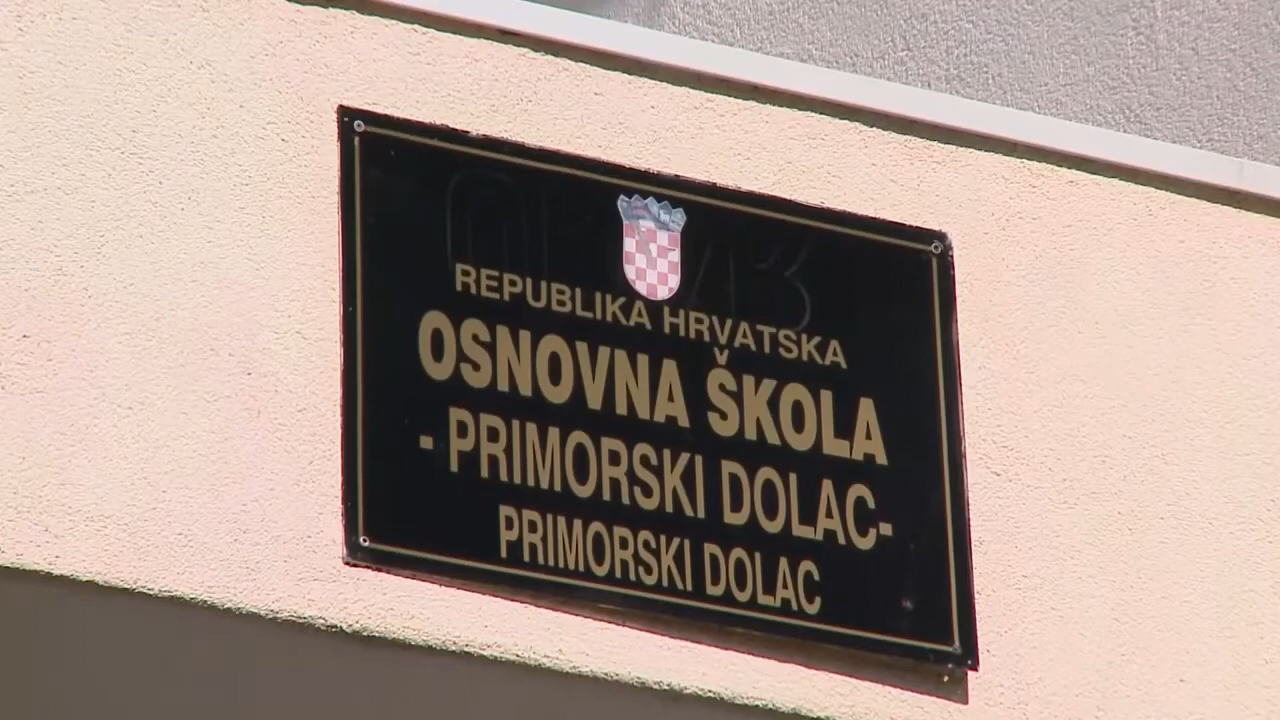 REPUBLIKA HRVATSKA
OSNOVNA ŠKOLA
- PRIMORSKI DOLAC-
PRIMORSKI DOLAC